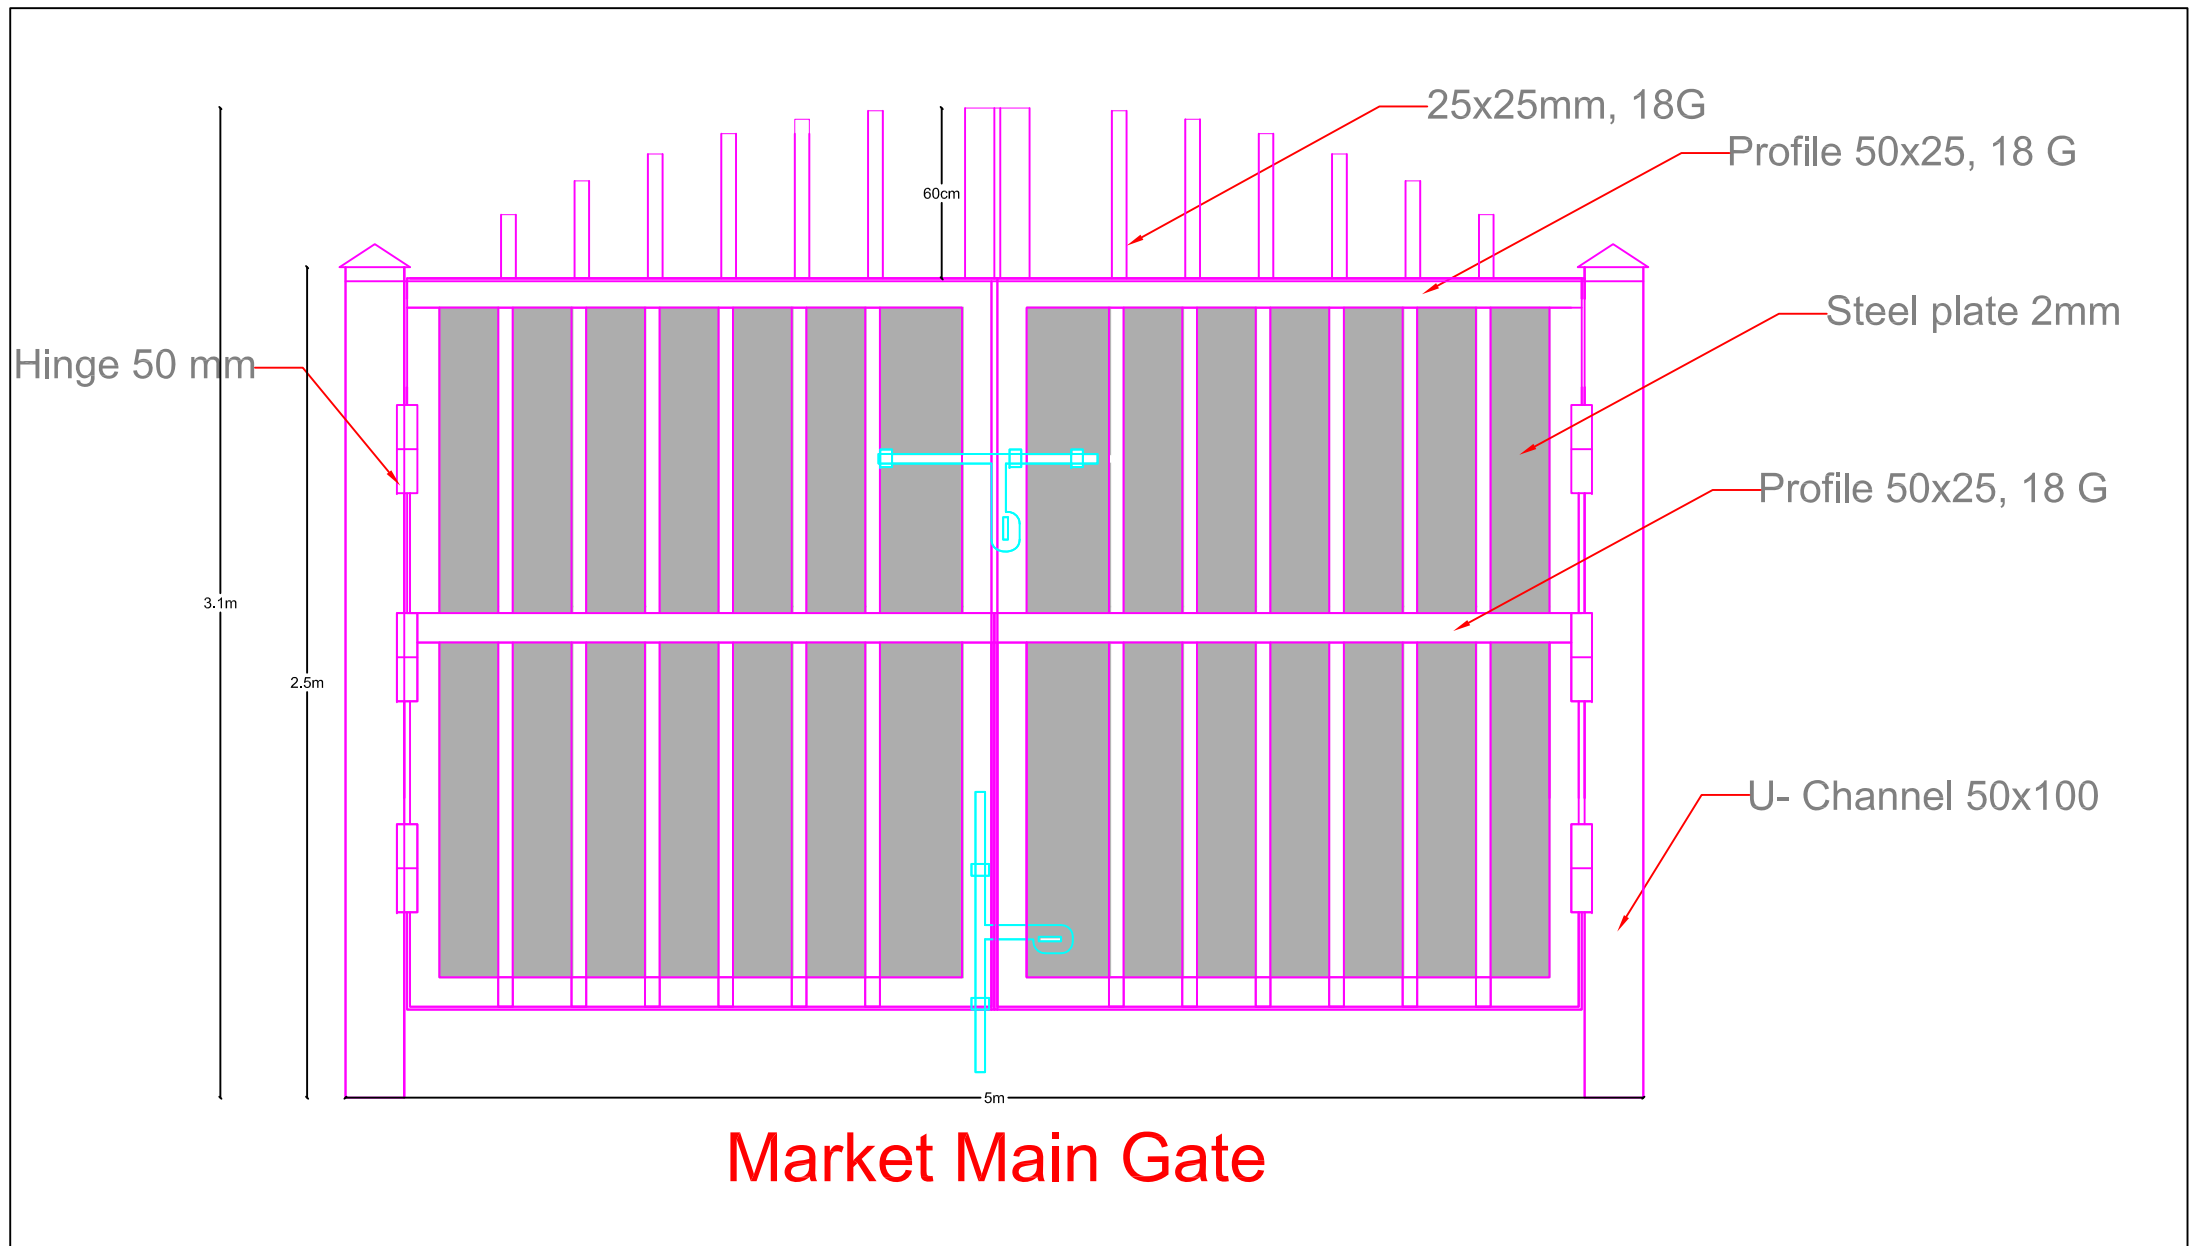 25x25mm, 18G
Profile 50x25, 18 G
60cm
Steel plate 2mm
Hinge 50 mm
Profile 50x25, 18 G
3.1m
2.5m
U- Channel 50x100
5m
Market Main Gate